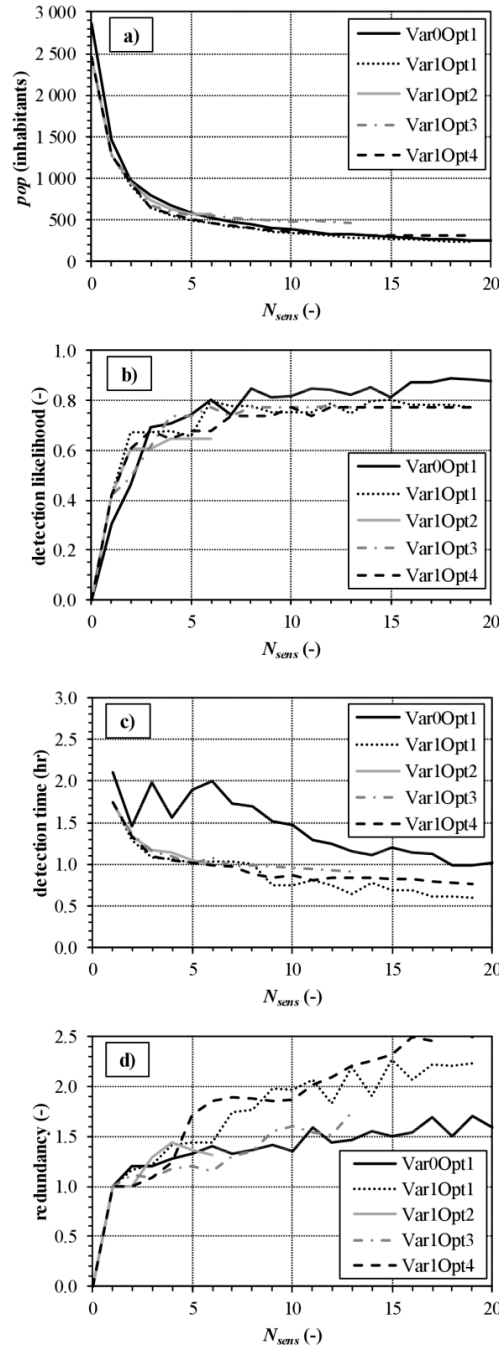 3 000
2 500
2 000
1 500
1 000
500
0
pop (inhabitants)
a)
Var0Opt1
Var1Opt1
Var1Opt2
Var1Opt3
Var1Opt4
0 5 10 15 20
N_sens (-)
1.0
0.8
0.6
0.4
0.2
0.0
detection likelihood (-)
b)
Var0Opt1
Var1Opt1
Var1Opt2
Var1Opt3
Var1Opt4
0 5 10 15 20
N_sens (-)
3.0
2.5
2.0
1.5
1.0
0.5
0.0
detection time (hr)
c)
Var0Opt1
Var1Opt1
Var1Opt2
Var1Opt3
Var1Opt4
0 5 10 15 20
N_sens (-)
2.5
2.0
1.5
1.0
0.5
0.0
redundancy (-)
d)
Var0Opt1
Var1Opt1
Var1Opt2
Var1Opt3
Var1Opt4
0 5 10 15 20
N_sens (-)